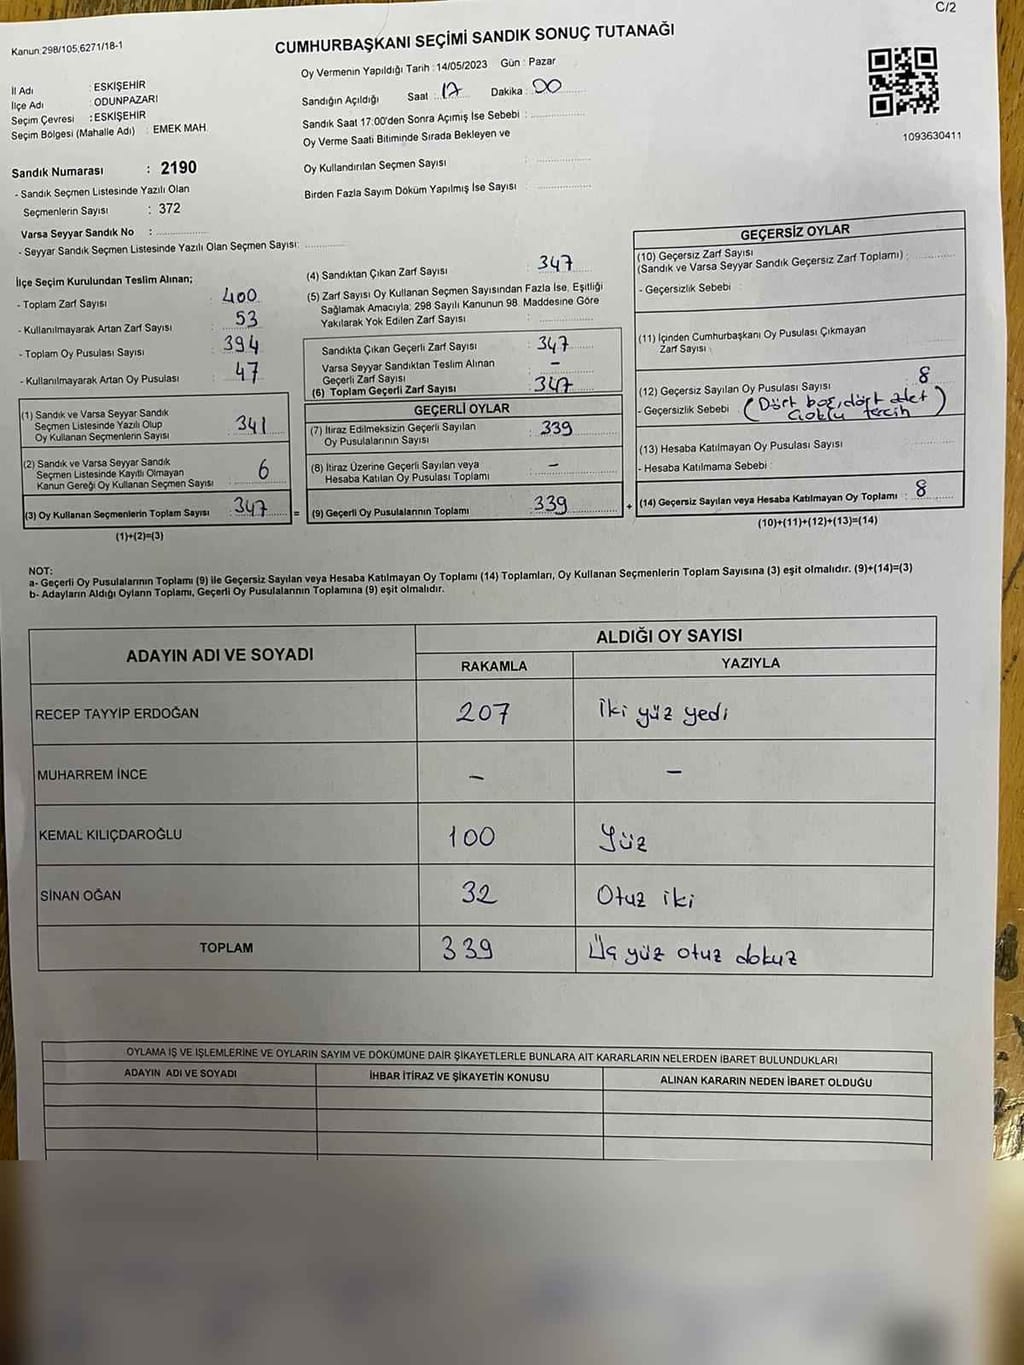 C/2
Kanun:298/105,6271/18-1
CUMHURBAŞKANI SEÇİMİ SANDIK SONUÇ TUTANAĞI
İl Adı : ESKİŞEHİR
İlçe Adı : ODUNPAZARI
Seçim Çevresi : ESKİŞEHİR
Seçim Bölgesi (Mahalle Adı) : EMEK MAH.
Oy Vermenin Yapıldığı Tarih : 14/05/2023 Gün : Pazar
Sandığın Açıldığı Saat : 17 Dakika : 00
Sandık Saat 17:00'den Sonra Açımış İse Sebebi :
Oy Verme Saati Bitiminde Sırada Bekleyen ve
Oy Kullandırılan Seçmen Sayısı :
Birden Fazla Sayım Döküm Yapılmış İse Sayısı :
1093630411
Sandık Numarası : 2190
- Sandık Seçmen Listesinde Yazılı Olan
Seçmenlerin Sayısı : 372
Varsa Seyyar Sandık No :
- Seyyar Sandık Seçmen Listesinde Yazılı Olan Seçmen Sayısı:
İlçe Seçim Kurulundan Teslim Alınan;
- Toplam Zarf Sayısı : 400
- Kullanılmayarak Artan Zarf Sayısı : 53
- Toplam Oy Pusulası Sayısı : 394
- Kullanılmayarak Artan Oy Pusulası : 47
(1) Sandık ve Varsa Seyyar Sandık
Seçmen Listesinde Yazılı Olup
Oy Kullanan Seçmenlerin Sayısı : 341
(2) Sandık ve Varsa Seyyar Sandık
Seçmen Listesinde Kayıtlı Olmayan
Kanun Gereği Oy Kullanan Seçmen Sayısı : 6
(3) Oy Kullanan Seçmenlerin Toplam Sayısı : 347 =
(1)+(2)=(3)
(4) Sandıktan Çıkan Zarf Sayısı : 347
(5) Zarf Sayısı Oy Kullanan Seçmen Sayısından Fazla İse, Eşitliği
Sağlamak Amacıyla; 298 Sayılı Kanunun 98. Maddesine Göre
Yakılarak Yok Edilen Zarf Sayısı :
Sandıkta Çıkan Geçerli Zarf Sayısı : 347
Varsa Seyyar Sandıktan Teslim Alınan
Geçerli Zarf Sayısı : -
(6) Toplam Geçerli Zarf Sayısı : 347
GEÇERLİ OYLAR
(7) İtiraz Edilmeksizin Geçerli Sayılan
Oy Pusulalarının Sayısı : 339
(8) İtiraz Üzerine Geçerli Sayılan veya
Hesaba Katılan Oy Pusulası Toplamı : -
(9) Geçerli Oy Pusulalarının Toplamı : 339 +
GEÇERSİZ OYLAR
(10) Geçersiz Zarf Sayısı
(Sandık ve Varsa Seyyar Sandık Geçersiz Zarf Toplamı) :
- Geçersizlik Sebebi :
(11) İçinden Cumhurbaşkanı Oy Pusulası Çıkmayan
Zarf Sayısı :
(12) Geçersiz Sayılan Oy Pusulası Sayısı : 8
- Geçersizlik Sebebi : (Dört boş, dört adet
çoklu tercih)
(13) Hesaba Katılmayan Oy Pusulası Sayısı :
- Hesaba Katılmama Sebebi :
(14) Geçersiz Sayılan veya Hesaba Katılmayan Oy Toplamı : 8
(10)+(11)+(12)+(13)=(14)
NOT:
a- Geçerli Oy Pusulalarının Toplamı (9) ile Geçersiz Sayılan veya Hesaba Katılmayan Oy Toplamı (14) Toplamları, Oy Kullanan Seçmenlerin Toplam Sayısına (3) eşit olmalıdır. (9)+(14)=(3)
b- Adayların Aldığı Oyların Toplamı, Geçerli Oy Pusulalarının Toplamına (9) eşit olmalıdır.
ADAYIN ADI VE SOYADI ALDIĞI OY SAYISI
RAKAMLA YAZIYLA
RECEP TAYYİP ERDOĞAN 207 İki yüz yedi
MUHARREM İNCE - -
KEMAL KILIÇDAROĞLU 100 Yüz
SİNAN OĞAN 32 Otuz iki
TOPLAM 339 Üç yüz otuz dokuz
OYLAMA İŞ VE İŞLEMLERİNE VE OYLARIN SAYIM VE DÖKÜMÜNE DAİR ŞİKAYETLERLE BUNLARA AİT KARARLARIN NELERDEN İBARET BULUNDUKLARI
ADAYIN ADI VE SOYADI İHBAR İTİRAZ VE ŞİKAYETİN KONUSU ALINAN KARARIN NEDEN İBARET OLDUĞU